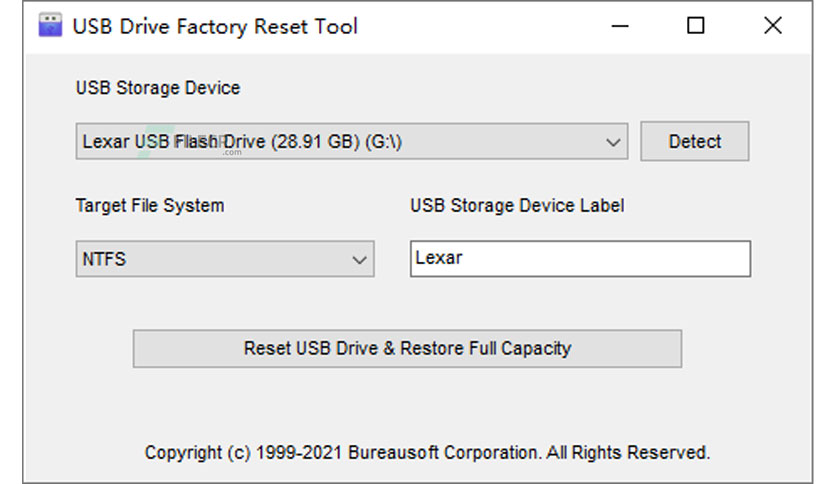 USB Drive Factory Reset Tool
USB Storage Device
Lexar USB Flash Drive (28.91 GB) (G:\)
.com
Detect
Target File System
USB Storage Device Label
NTFS
Lexar
Reset USB Drive & Restore Full Capacity
Copyright (c) 1999-2021 Bureausoft Corporation. All Rights Reserved.